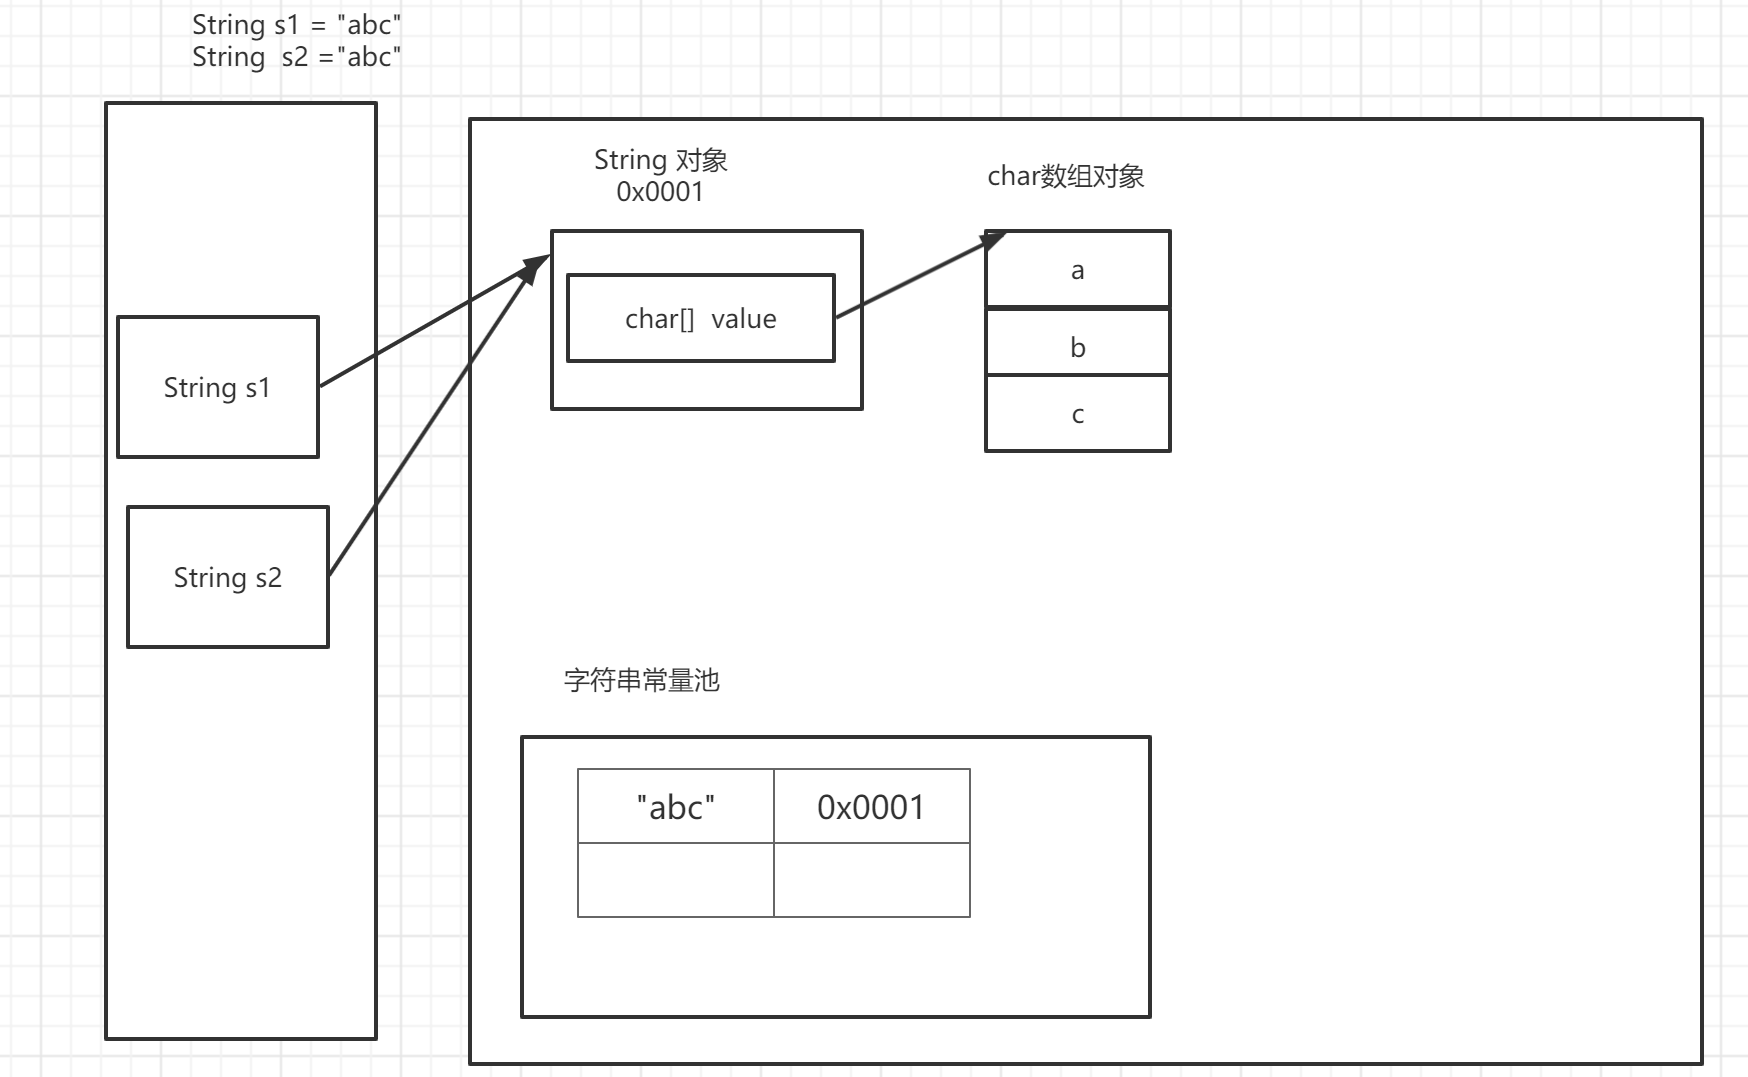 String s1 = "abc"
String  s2 ="abc"
String 对象
0x0001
char数组对象
char[]  value
a
b
c
String s1
String s2
字符串常量池
"abc" 0x0001